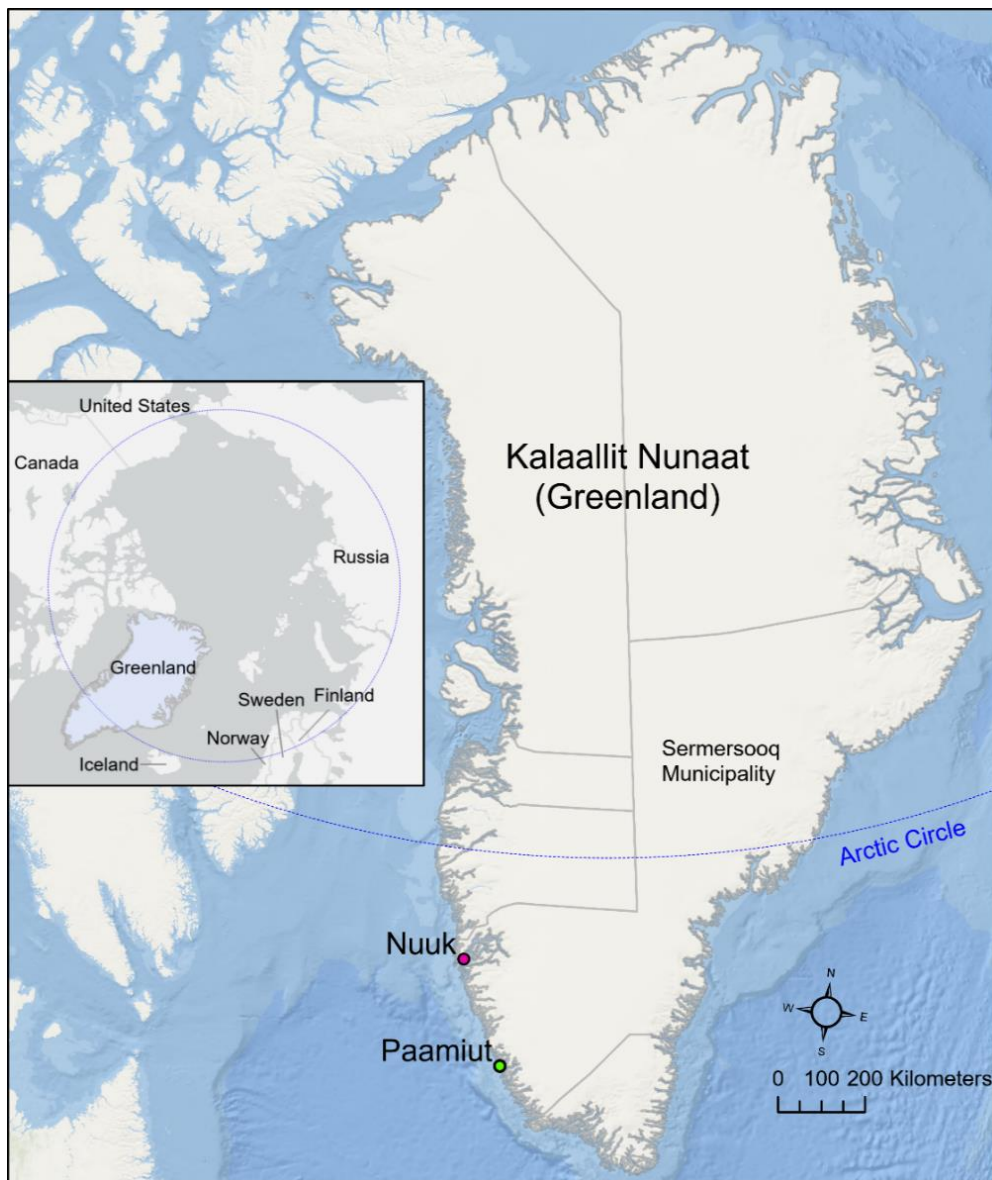 Kalaallit Nunaat
(Greenland)
United States
Canada
Russia
Greenland
Sweden
Finland
Norway
Iceland
Sermersooq
Municipality
Arctic Circle
Nuuk
Paamiut
N
W
E
S
0 100 200 Kilometers